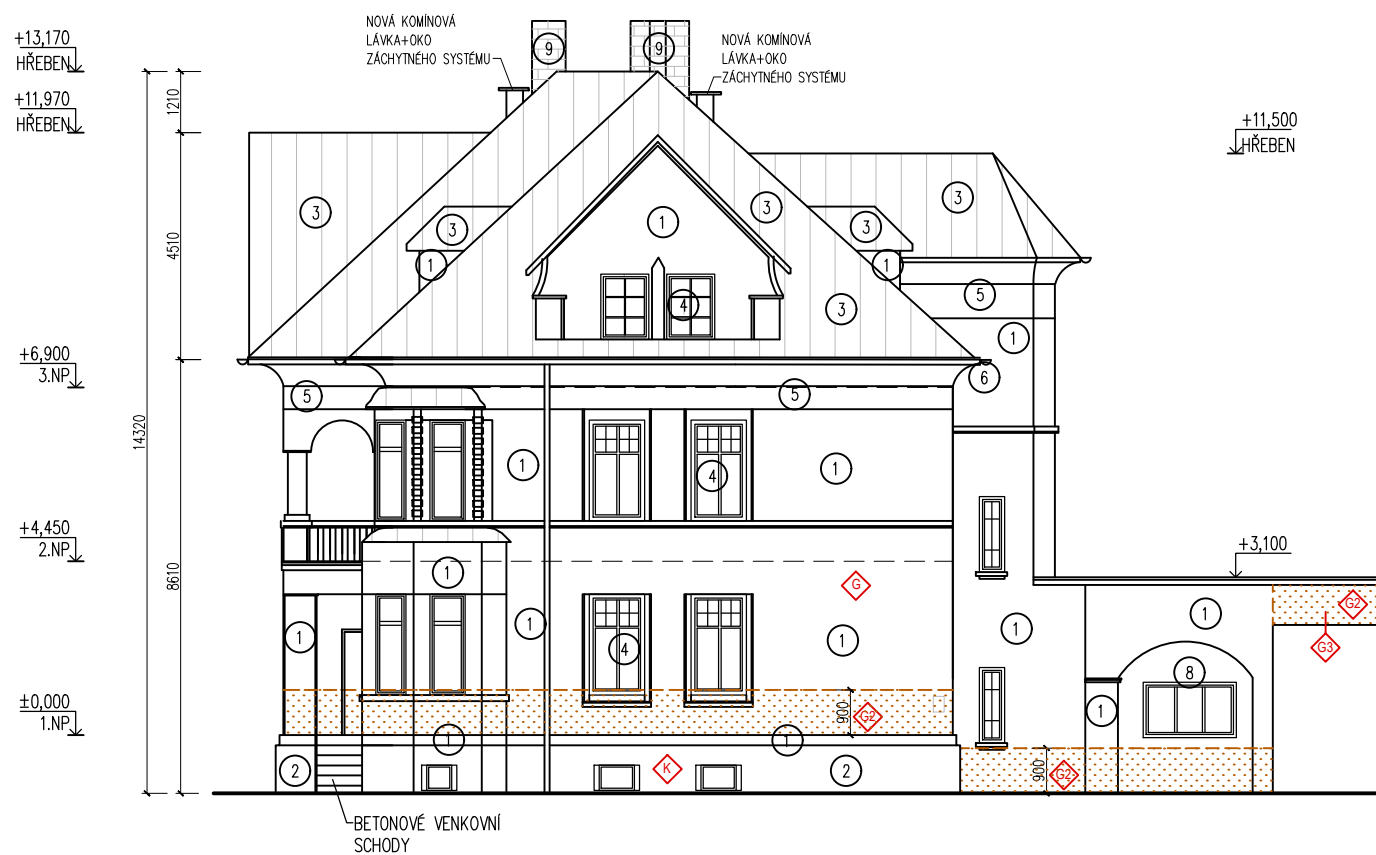 +13,170
HŘEBEN
+11,970
HŘEBEN
+6,900
3.NP
+4,450
2.NP
±0,000
1.NP
14320
1210
4510
8610
NOVÁ KOMÍNOVÁ
LÁVKA+OKO
ZÁCHYTNÉHO SYSTÉMU
NOVÁ KOMÍNOVÁ
LÁVKA+OKO
ZÁCHYTNÉHO SYSTÉMU
9
9
+11,500
HŘEBEN
3
3
1
3
3
3
1
1
5
4
3
1
6
5
5
1
4
1
+3,100
1
G
G2
1
1
1
4
1
1
G3
8
900
G2
1
1
1
2
K
2
900
G2
BETONOVÉ VENKOVNÍ
SCHODY